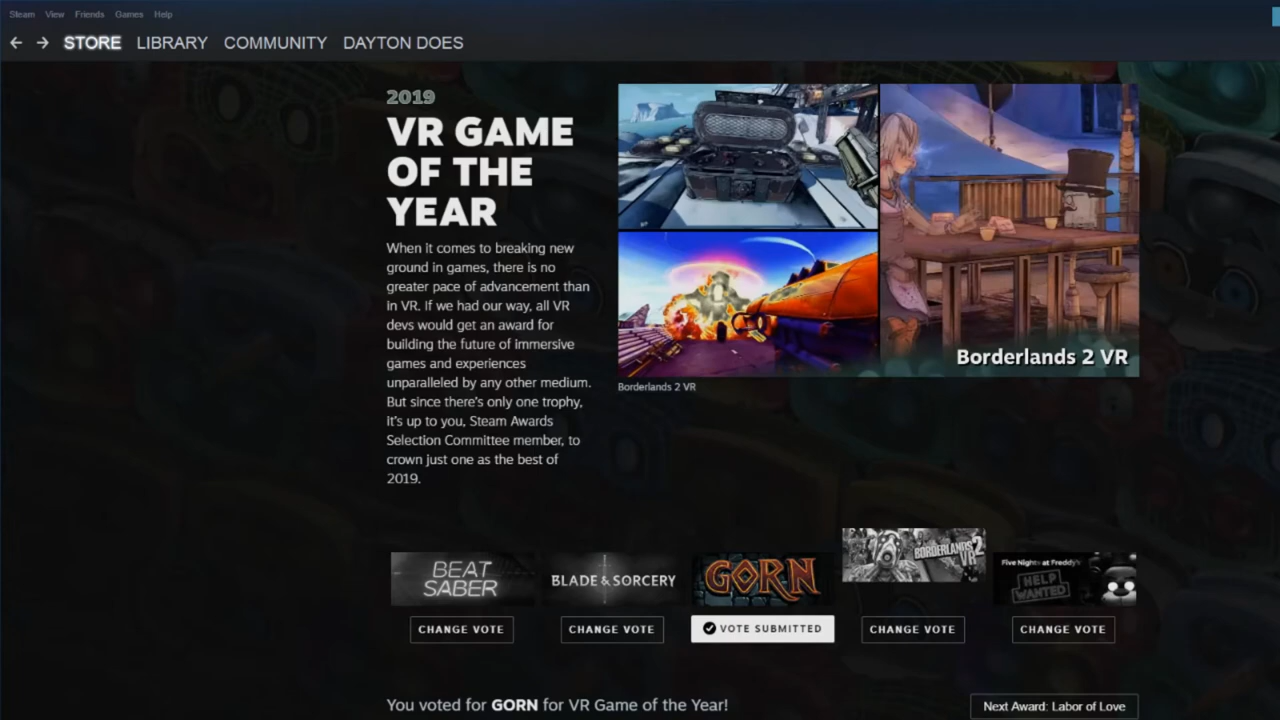 Steam View Friends Games Help
STORE LIBRARY COMMUNITY DAYTON DOES
2019
VR GAME
OF THE
YEAR
When it comes to breaking new
ground in games, there is no
greater pace of advancement than
in VR. If we had our way, all VR
devs would get an award for
building the future of immersive
games and experiences
unparalleled by any other medium.
But since there's only one trophy,
it's up to you, Steam Awards
Selection Committee member, to
crown just one as the best of
2019.
Borderlands 2 VR
Borderlands 2 VR
BEAT
SABER
BLADE & SORCERY
GORN
BORDERLANDS 2
VR
Five Nights at Freddy's
HELP
WANTED
CHANGE VOTE
CHANGE VOTE
VOTE SUBMITTED
CHANGE VOTE
CHANGE VOTE
You voted for GORN for VR Game of the Year!
Next Award: Labor of Love